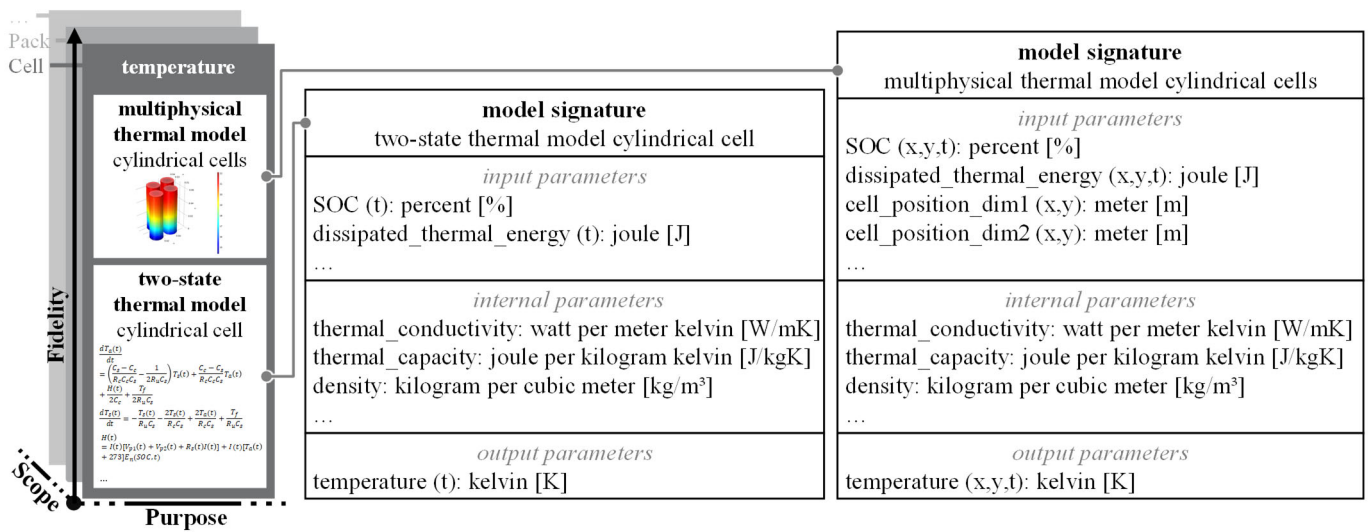 ...
Pack
Cell
temperature
multiphysical
thermal model
cylindrical cells
two-state
thermal model
cylindrical cell
dTₐ(t)
dt
+ 273]Eₙ(SOC, t)
...
Fidelity
Scope
Purpose
model signature
two-state thermal model cylindrical cell
input parameters
SOC (t): percent [%]
dissipated_thermal_energy (t): joule [J]
...
internal parameters
thermal_conductivity: watt per meter kelvin [W/mK]
thermal_capacity: joule per kilogram kelvin [J/kgK]
density: kilogram per cubic meter [kg/m³]
...
output parameters
temperature (t): kelvin [K]
model signature
multiphysical thermal model cylindrical cells
input parameters
SOC (x,y,t): percent [%]
dissipated_thermal_energy (x,y,t): joule [J]
cell_position_dim1 (x,y): meter [m]
cell_position_dim2 (x,y): meter [m]
...
internal parameters
thermal_conductivity: watt per meter kelvin [W/mK]
thermal_capacity: joule per kilogram kelvin [J/kgK]
density: kilogram per cubic meter [kg/m³]
...
output parameters
temperature (x,y,t): kelvin [K]